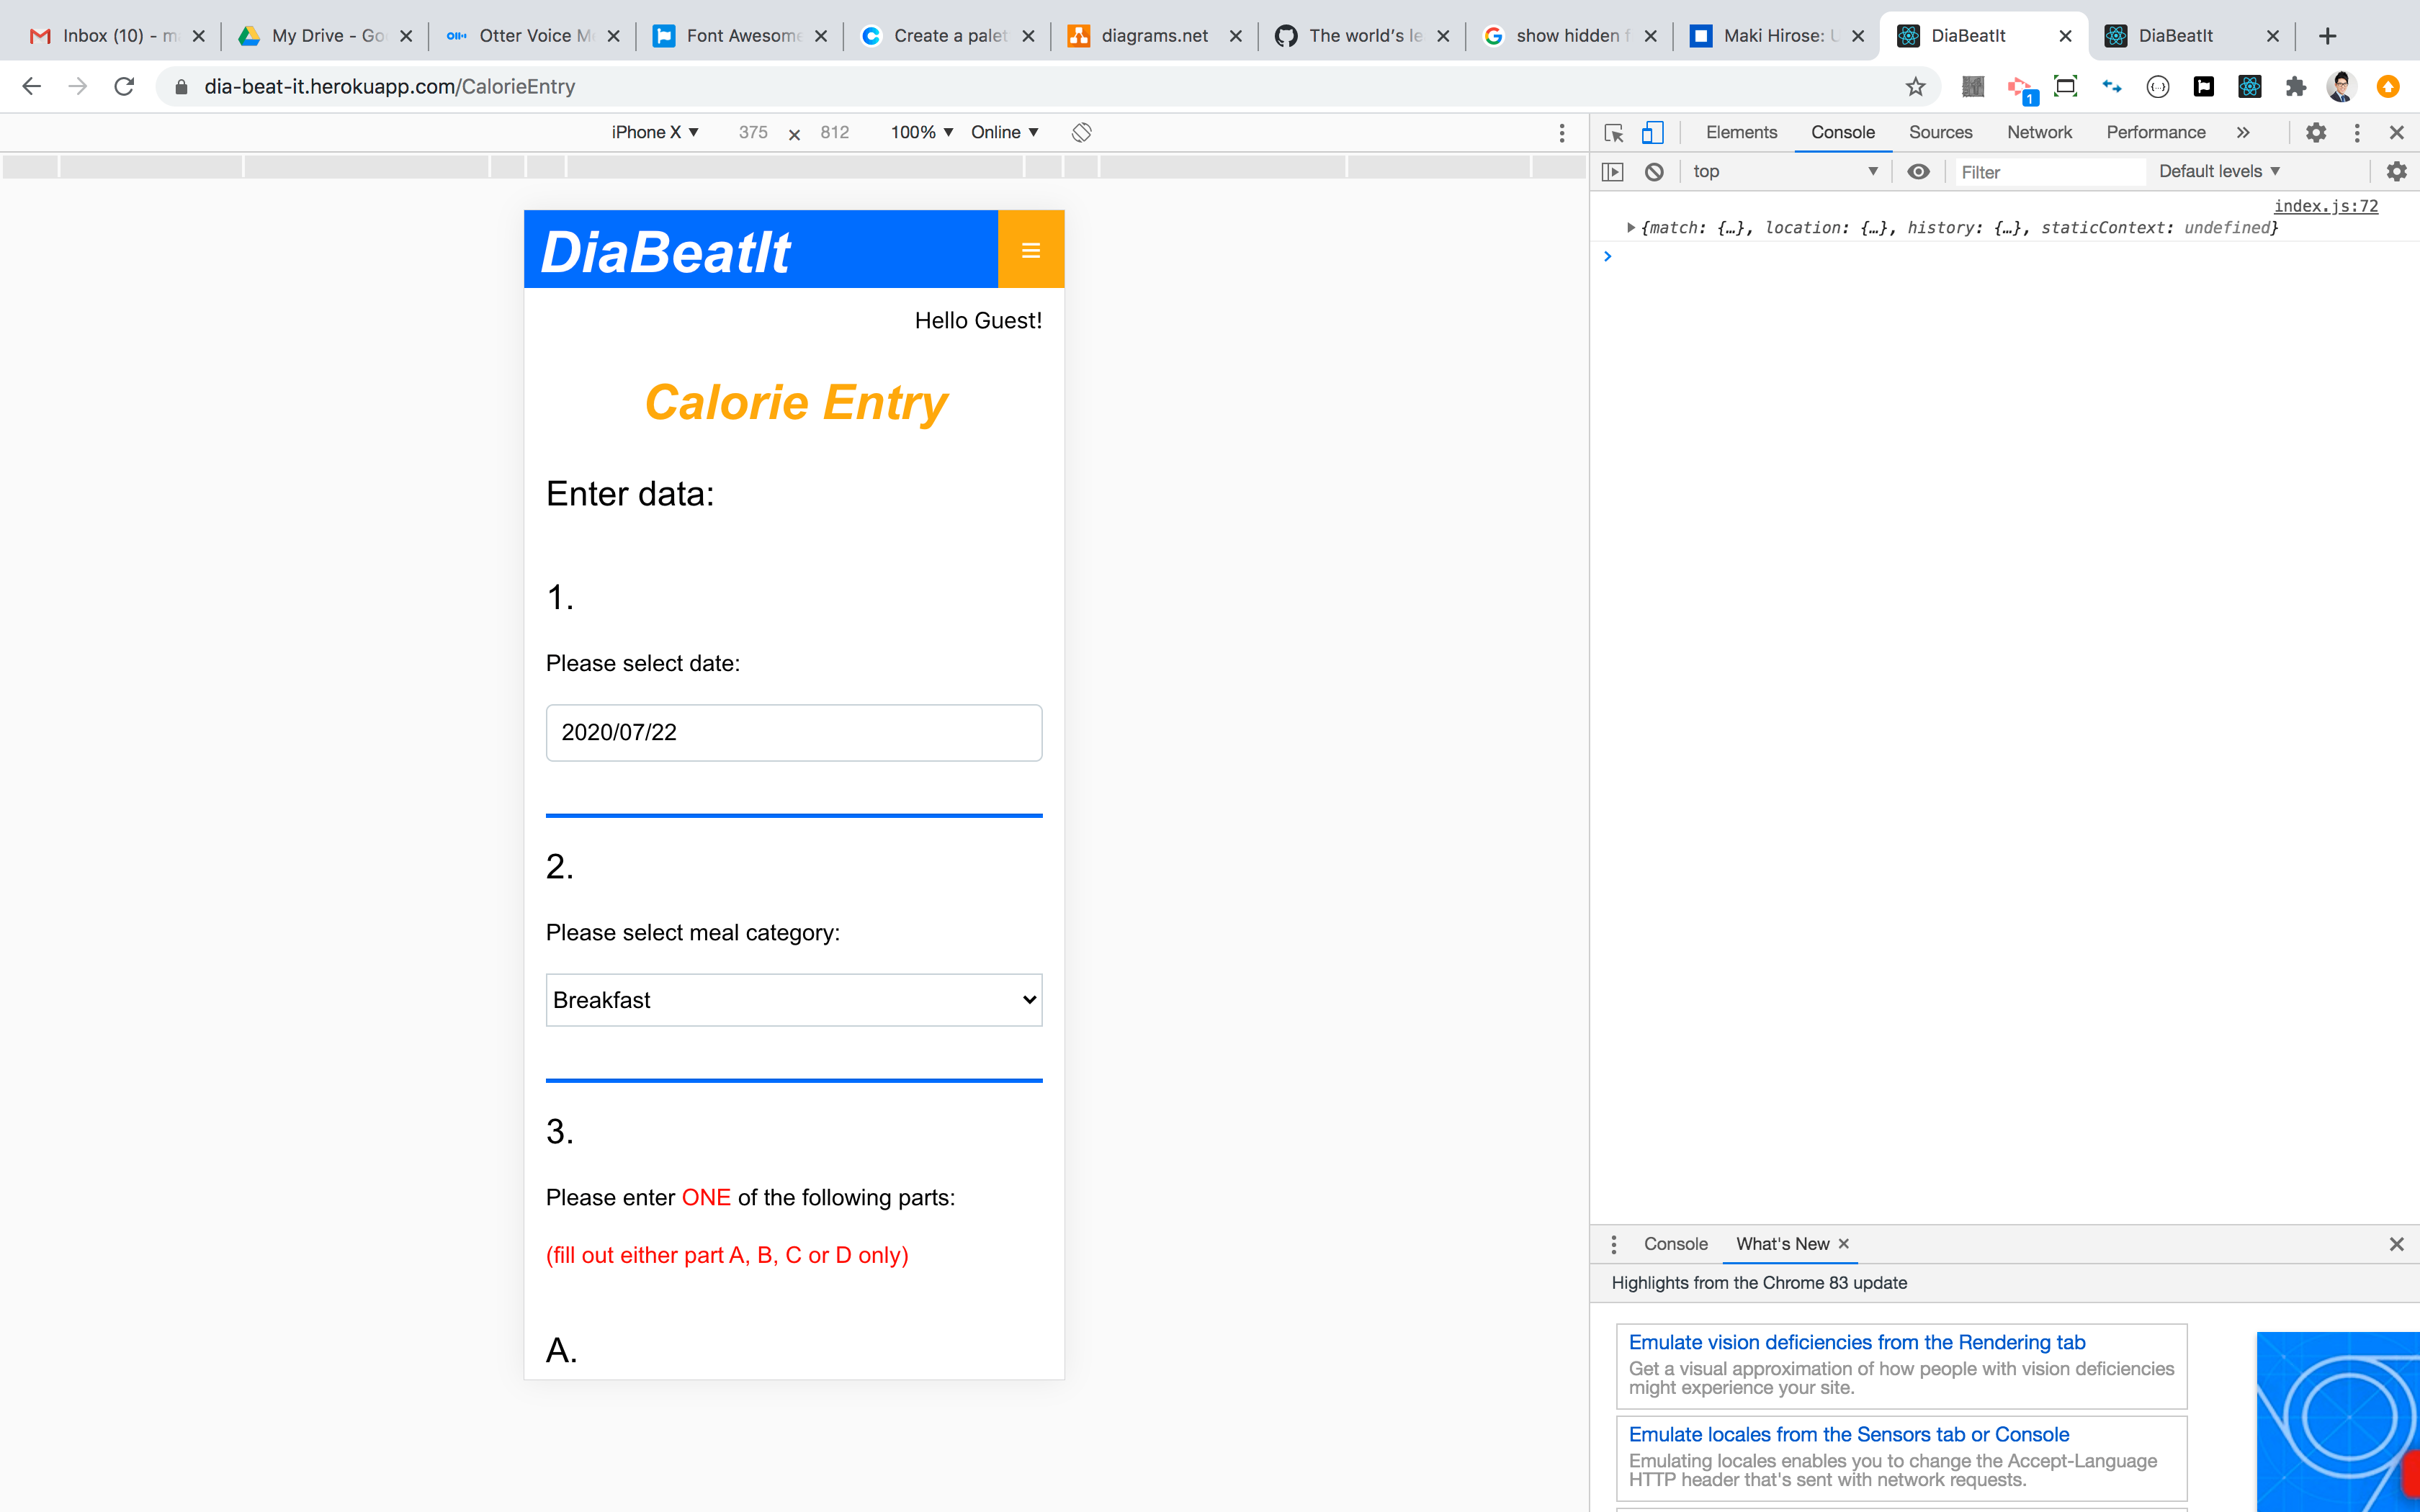 Inbox (10) - m
My Drive - Go
Otter Voice M
Font Awesome
Create a palet
diagrams.net
The world's le
show hidden f
Maki Hirose: U
DiaBeatIt
DiaBeatIt
dia-beat-it.herokuapp.com/CalorieEntry
1
iPhone X
375 x 812
100%
Online
Elements
Console
Sources
Network
Performance
top
Filter
Default levels
index.js:72
{match: {…}, location: {…}, history: {…}, staticContext: undefined}
DiaBeatIt
Hello Guest!
Calorie Entry
Enter data:
1.
Please select date:
2020/07/22
2.
Please select meal category:
Breakfast
3.
Please enter ONE of the following parts:
(fill out either part A, B, C or D only)
A.
Console
What's New
Highlights from the Chrome 83 update
Emulate vision deficiencies from the Rendering tab
Get a visual approximation of how people with vision deficiencies
might experience your site.
Emulate locales from the Sensors tab or Console
Emulating locales enables you to change the Accept-Language
HTTP header that's sent with network requests.